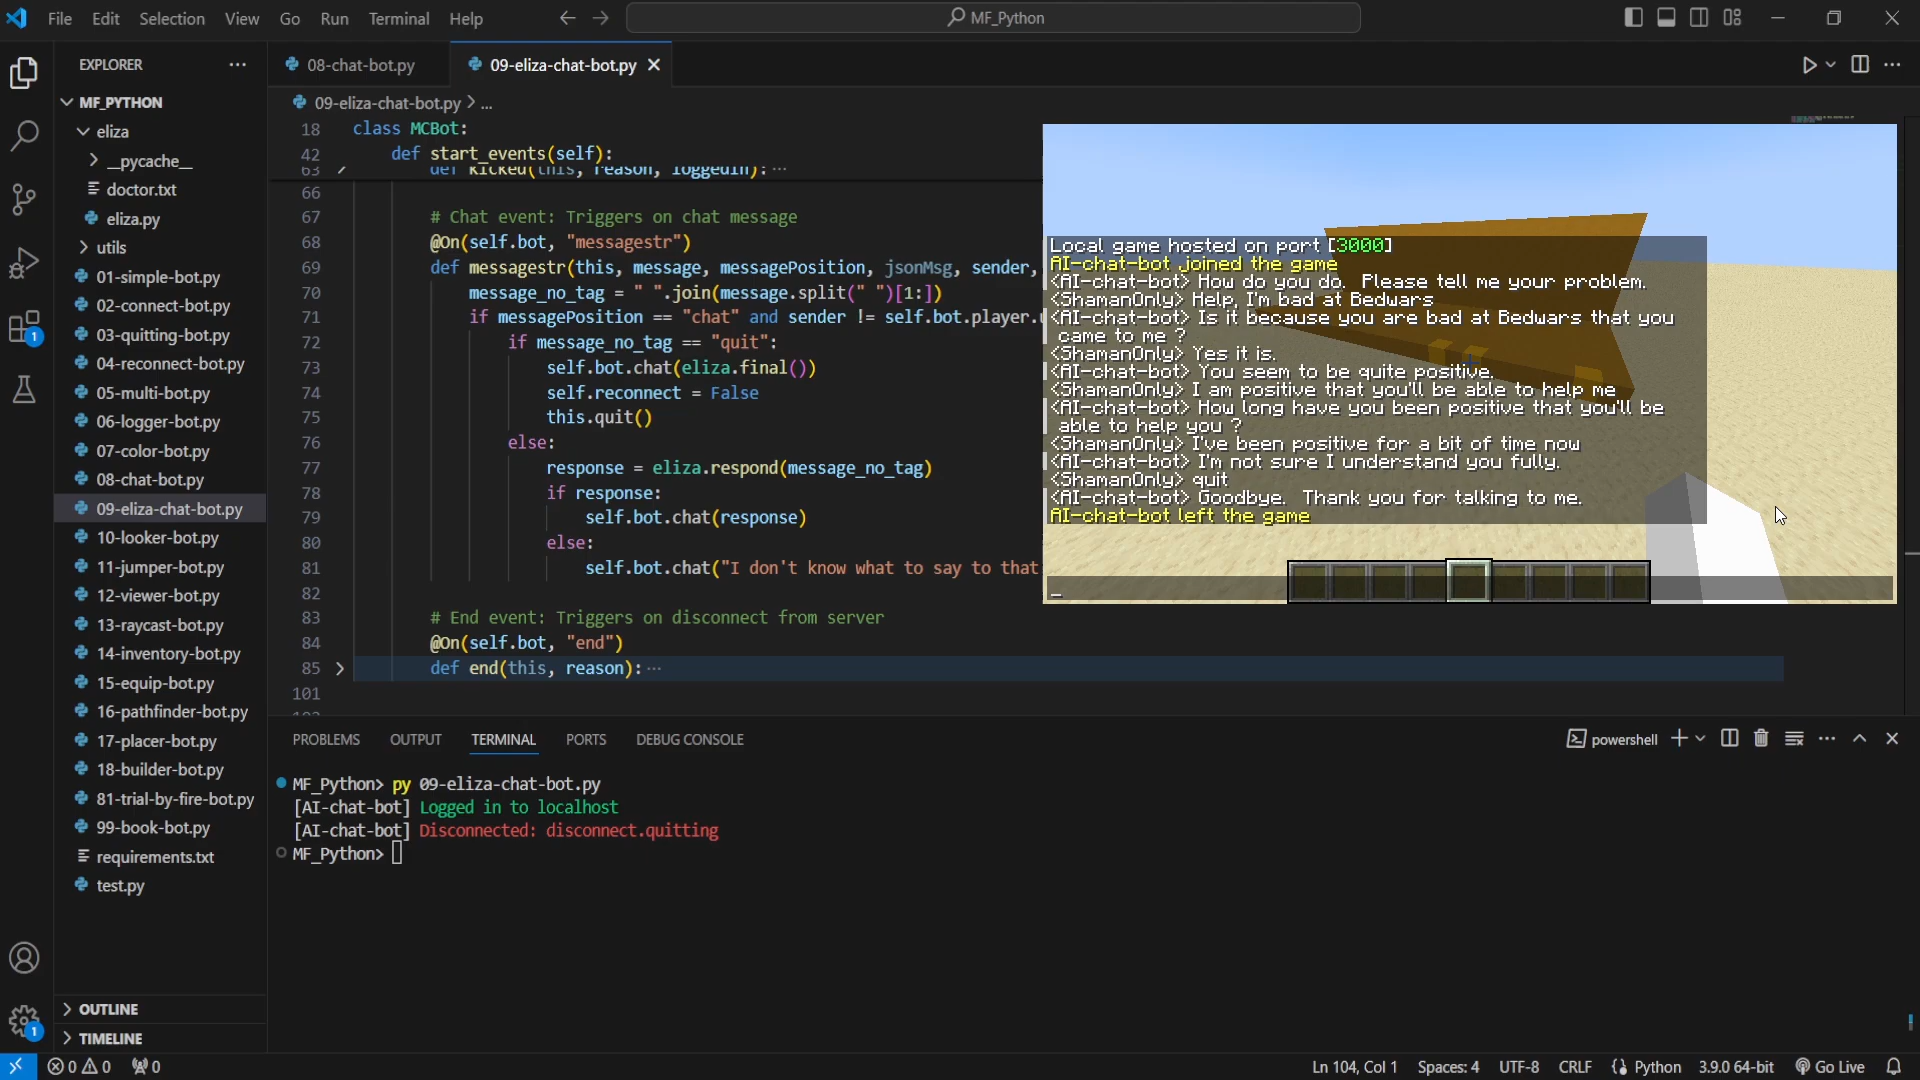 File Edit Selection View Go Run Terminal Help
MF_Python
EXPLORER
MF_PYTHON
eliza
__pycache__
doctor.txt
eliza.py
utils
01-simple-bot.py
02-connect-bot.py
03-quitting-bot.py
04-reconnect-bot.py
05-multi-bot.py
06-logger-bot.py
07-color-bot.py
08-chat-bot.py
09-eliza-chat-bot.py
10-looker-bot.py
11-jumper-bot.py
12-viewer-bot.py
13-raycast-bot.py
14-inventory-bot.py
15-equip-bot.py
16-pathfinder-bot.py
17-placer-bot.py
18-builder-bot.py
81-trial-by-fire-bot.py
99-book-bot.py
requirements.txt
test.py
OUTLINE
TIMELINE
1
1
08-chat-bot.py
09-eliza-chat-bot.py
09-eliza-chat-bot.py > ...
18 class MCBot:
42 def start_events(self):
63 def kicked(this, reason, loggedIn): ...
66
67 # Chat event: Triggers on chat message
68 @On(self.bot, "messagestr")
69 def messagestr(this, message, messagePosition, jsonMsg, sender,
70 message_no_tag = " ".join(message.split(" ")[1:])
71 if messagePosition == "chat" and sender != self.bot.player.
72 if message_no_tag == "quit":
73 self.bot.chat(eliza.final())
74 self.reconnect = False
75 this.quit()
76 else:
77 response = eliza.respond(message_no_tag)
78 if response:
79 self.bot.chat(response)
80 else:
81 self.bot.chat("I don't know what to say to that
82
83 # End event: Triggers on disconnect from server
84 @On(self.bot, "end")
85 def end(this, reason): ...
101
Local game hosted on port [3000]
AI-chat-bot joined the game
<AI-chat-bot> How do you do.  Please tell me your problem.
<ShamanOnly> Help, I'm bad at Bedwars
<AI-chat-bot> Is it because you are bad at Bedwars that you
came to me ?
<ShamanOnly> Yes it is.
<AI-chat-bot> You seem to be quite positive.
<ShamanOnly> I am positive that you'll be able to help me
<AI-chat-bot> How long have you been positive that you'll be
able to help you ?
<ShamanOnly> I've been positive for a bit of time now
<AI-chat-bot> I'm not sure I understand you fully.
<ShamanOnly> quit
<AI-chat-bot> Goodbye.  Thank you for talking to me.
AI-chat-bot left the game
_
PROBLEMS OUTPUT TERMINAL PORTS DEBUG CONSOLE
powershell
MF_Python> py 09-eliza-chat-bot.py
[AI-chat-bot] Logged in to localhost
[AI-chat-bot] Disconnected: disconnect.quitting
MF_Python>
0 0 0
Ln 104, Col 1 Spaces: 4 UTF-8 CRLF Python 3.9.0 64-bit Go Live